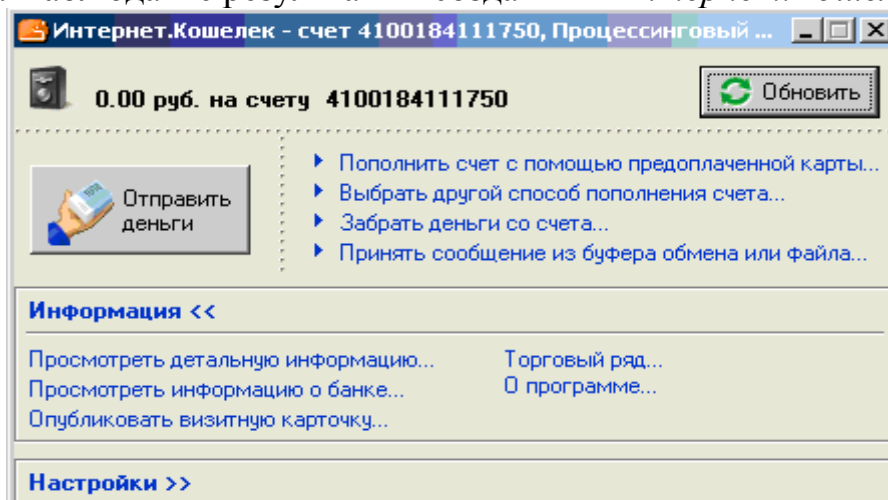 Интернет.Кошелек - счет 4100184111750, Процессинговый ...
0.00 руб. на счету 4100184111750
Обновить
Отправить
деньги
Пополнить счет с помощью предоплаченной карты...
Выбрать другой способ пополнения счета...
Забрать деньги со счета...
Принять сообщение из буфера обмена или файла...
Информация <<
Просмотреть детальную информацию...
Торговый ряд...
Просмотреть информацию о банке...
О программе...
Опубликовать визитную карточку...
Настройки >>